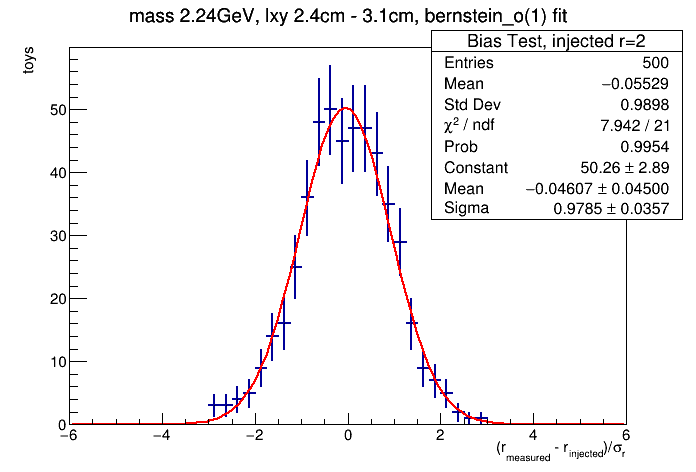 mass 2.24GeV, lxy 2.4cm - 3.1cm, bernstein_o(1) fit
toys
Bias Test, injected r=2
Entries 500
Mean −0.05529
Std Dev 0.9898
χ² / ndf 7.942 / 21
Prob 0.9954
Constant 50.26 ± 2.89
Mean −0.04607 ± 0.04500
Sigma 0.9785 ± 0.0357
50
40
30
20
10
0
−6 −4 −2 0 2 4 6
(r_measured - r_injected)/σ_r